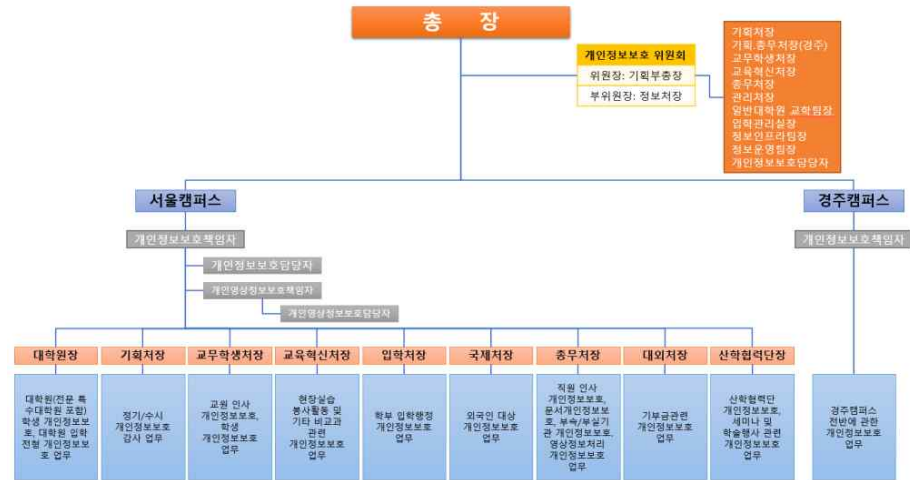 총 장
개인정보보호 위원회
위원장: 기획부총장
부위원장: 정보처장
기획처장
기획.총무처장(경주)
교무학생처장
교육혁신처장
총무처장
관리처장
일반대학원 교학팀장
입학관리실장
정보인프라팀장
정보운영팀장
개인정보보호담당자
서울캠퍼스
경주캠퍼스
개인정보보호책임자
개인정보보호책임자
개인정보보호담당자
개인영상정보보호책임자
개인영상정보보호담당자
대학원장
기획처장
교무학생처장
교육혁신처장
입학처장
국제처장
총무처장
대외처장
산학협력단장
대학원(전문 특
수대학원 포함)
학생 개인정보보
호, 대학원 입학
전형 개인정보보
호 업무
정기/수시
개인정보보호
감사 업무
교원 인사
개인정보보호,
학생
개인정보보호
업무
현장실습
봉사활동 및
기타 비교과
관련
개인정보보호
업무
학부 입학행정
개인정보보호
업무
외국인 대상
개인정보보호
업무
직원 인사
개인정보보호,
문서개인정보보
호, 부속/부설기
관 개인정보보호,
영상정보처리
개인정보보호
업무
기부금관련
개인정보보호
업무
산학협력단
개인정보보호,
세미나 및
학술행사 관련
개인정보보호
업무
경주캠퍼스
전반에 관한
개인정보보호
업무